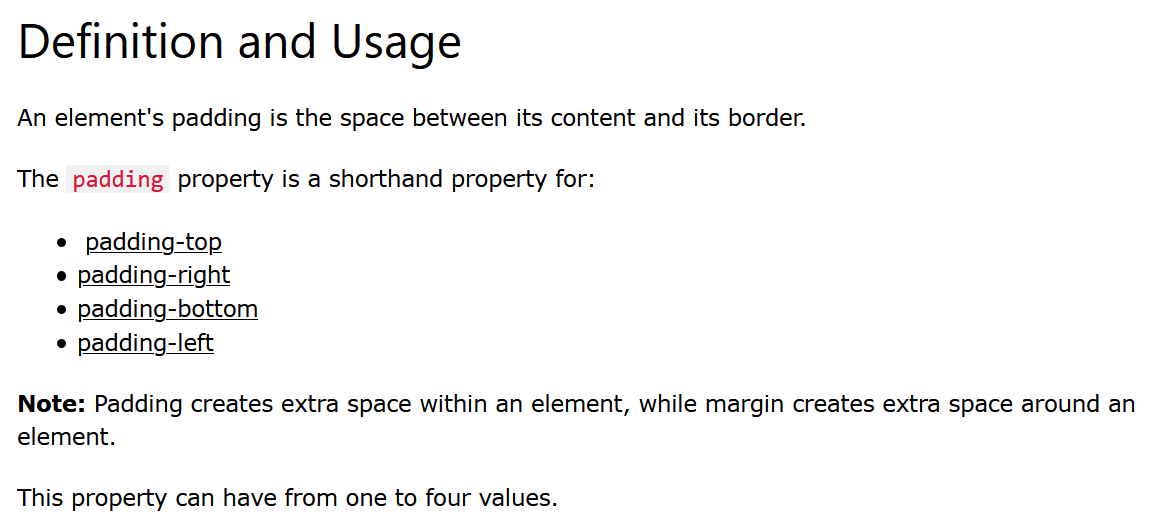 Definition and Usage
An element's padding is the space between its content and its border.
The padding property is a shorthand property for:
• padding-top
• padding-right
• padding-bottom
• padding-left
Note: Padding creates extra space within an element, while margin creates extra space around an
element.
This property can have from one to four values.